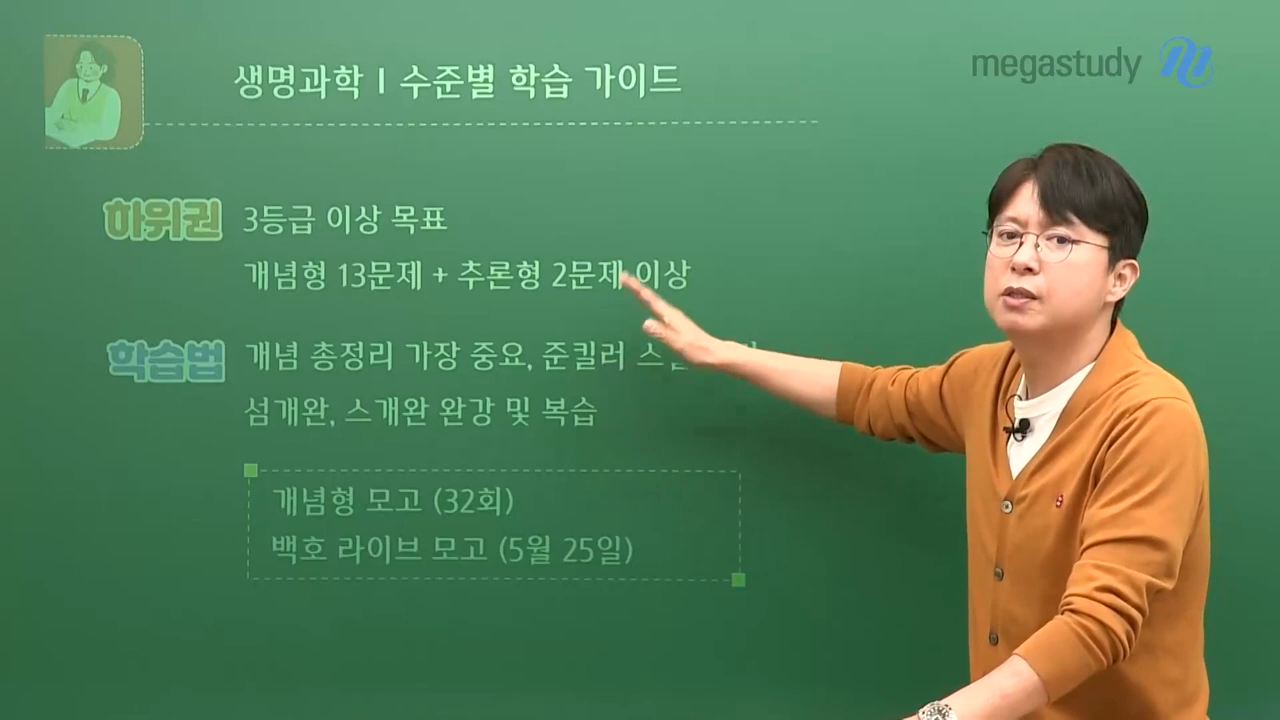 megastudy
생명과학 I 수준별 학습 가이드
하위권 3등급 이상 목표
개념형 13문제 + 추론형 2문제 이상
학습법 개념 총정리 가장 중요, 준킬러
섬개완, 스개완 완강 및 복습
개념형 모고 (32회)
백호 라이브 모고 (5월 25일)